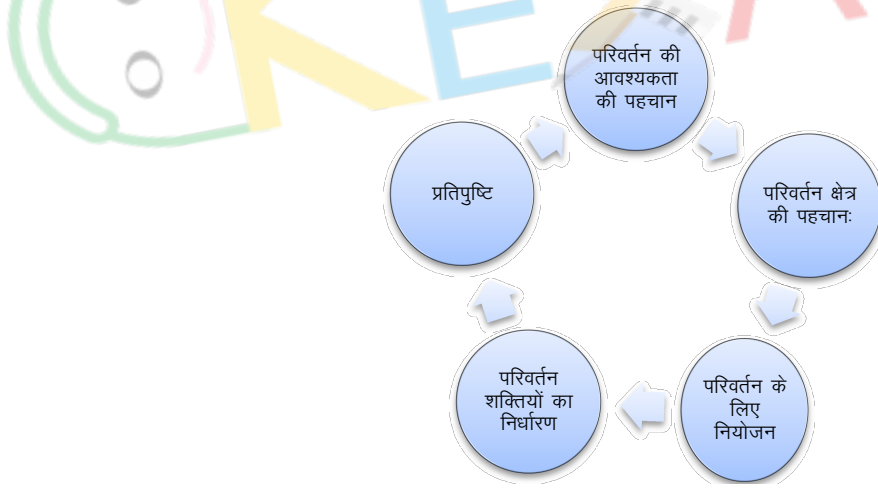 परिवर्तन की
आवश्यकता
की पहचान
परिवर्तन क्षेत्र
की पहचानः
परिवर्तन के
लिए
नियोजन
परिवर्तन
शक्तियों का
निर्धारण
प्रतिपुष्टि